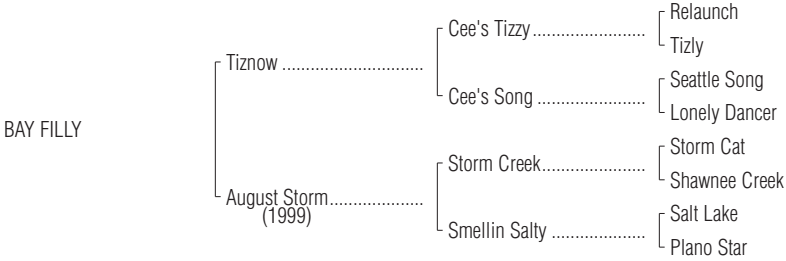 Relaunch
Cee's Tizzy........................
Tizly
Tiznow ..............................
Seattle Song
Cee's Song .......................
Lonely Dancer
BAY FILLY
Storm Cat
Storm Creek......................
Shawnee Creek
August Storm....................
(1999)
Salt Lake
Smellin Salty ....................
Plano Star